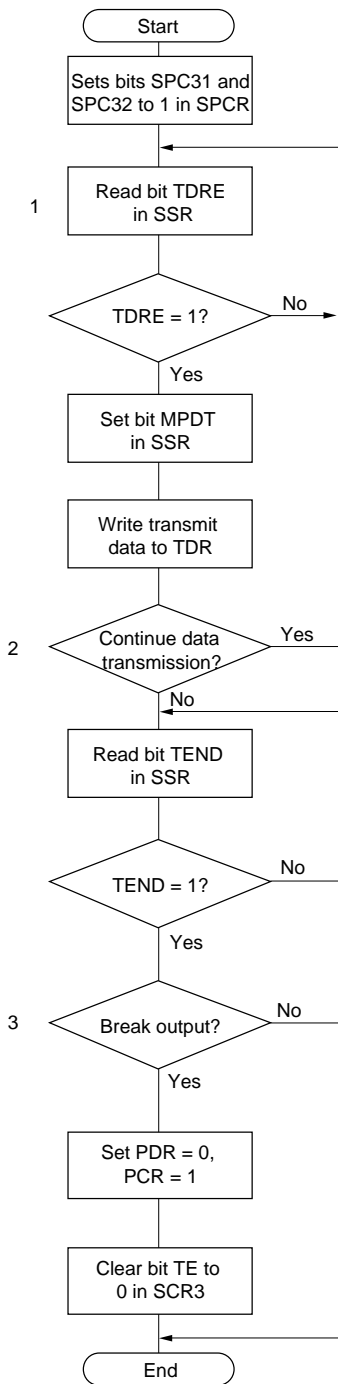 Start
Sets bits SPC31 and
SPC32 to 1 in SPCR
1
Read bit TDRE
in SSR
TDRE = 1?
No
Yes
Set bit MPDT
in SSR
Write transmit
data to TDR
2
Continue data
transmission?
Yes
No
Read bit TEND
in SSR
TEND = 1?
No
Yes
3
Break output?
No
Yes
Set PDR = 0,
PCR = 1
Clear bit TE to
0 in SCR3
End